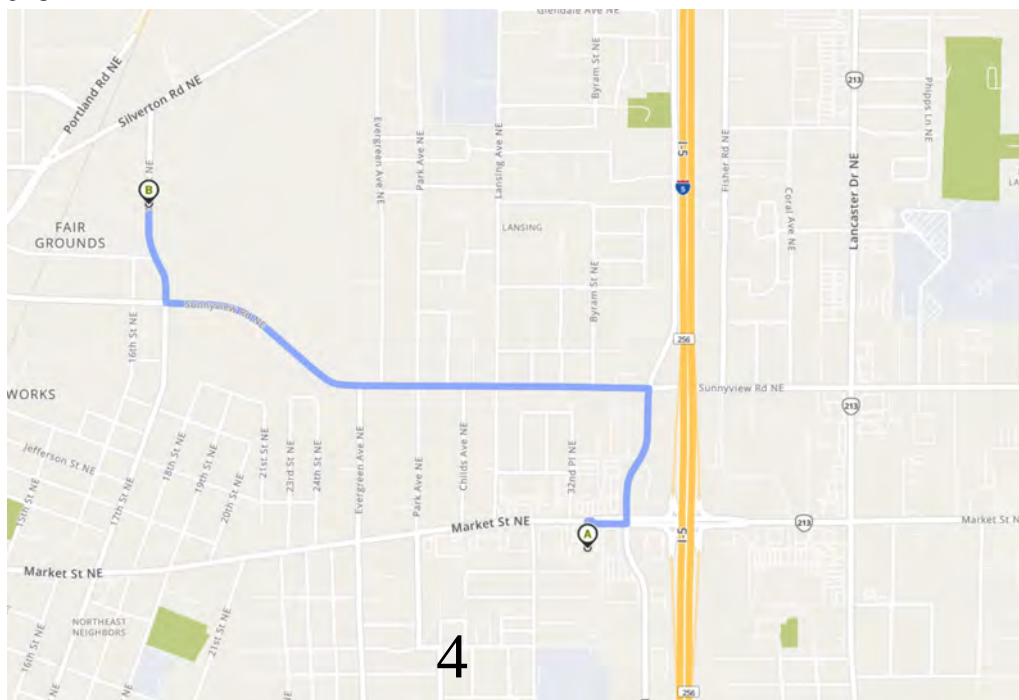 Glendale Ave NE
Portland Rd NE
Silverton Rd NE
Byram St NE
213
Phipps Ln NE
NE
B
Evergreen Ave NE
Park Ave NE
Lansing Ave NE
I-5
5
Fisher Rd NE
Coral Ave NE
Lancaster Dr NE
LA
FAIR
GROUNDS
LANSING
Sunnyview Rd NE
Byram St NE
16th St NE
256
Sunnyview Rd NE
WORKS
213
Jefferson St NE
15th St NE
17th St NE
18th St NE
19th St NE
20th St NE
21st St NE
23rd St NE
24th St NE
Evergreen Ave NE
Park Ave NE
Childs Ave NE
32nd Pl NE
Market St NE
A
I-5
213
Market St N
Market St NE
NORTHEAST
NEIGHBORS
16th St NE
21st St NE
4
256